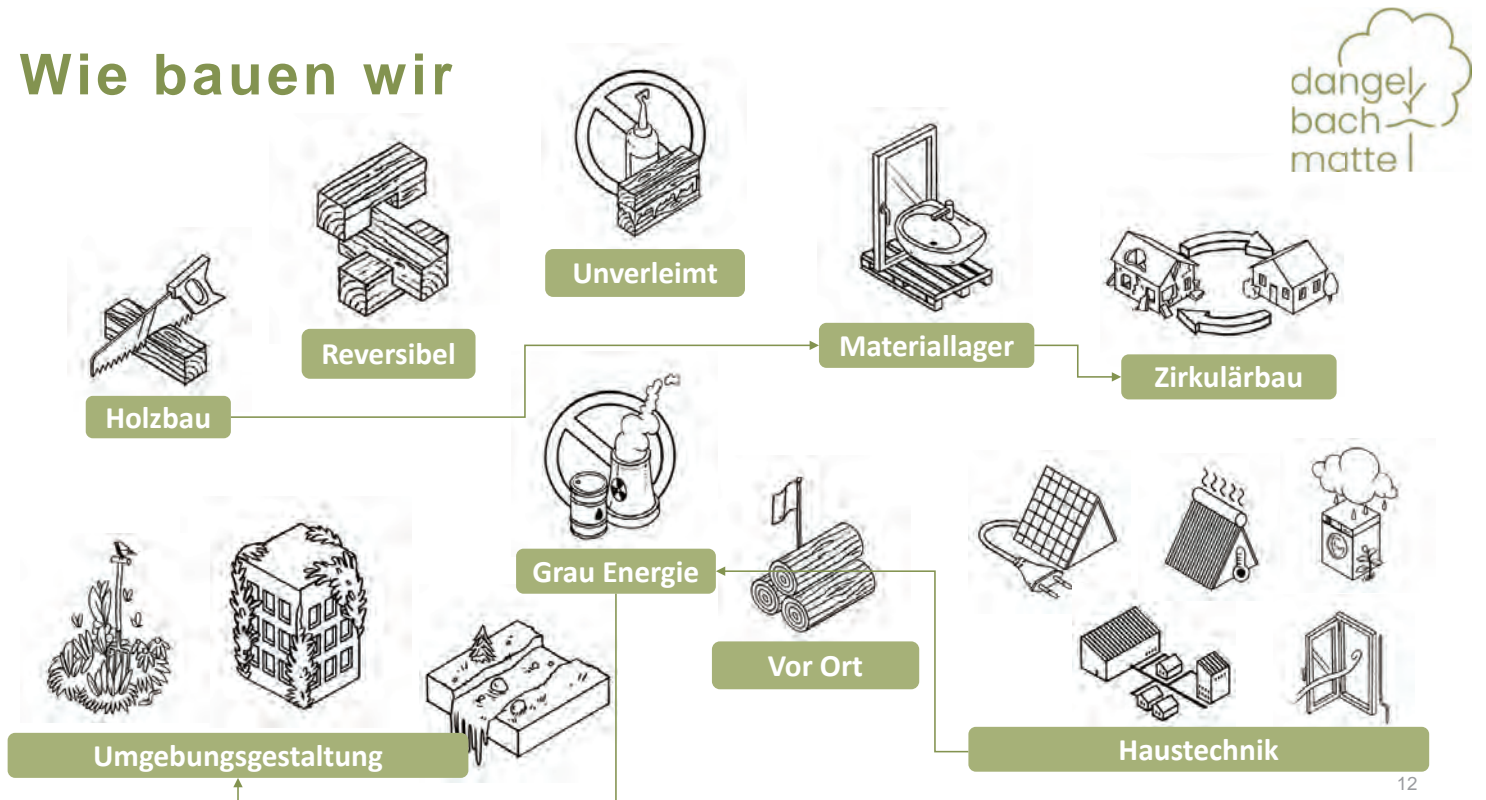 Wie bauen wir
dangel
bach
matte
Unverleimt
Reversibel
Materiallager
Zirkulärbau
Holzbau
Grau Energie
Vor Ort
Umgebungsgestaltung
Haustechnik
12